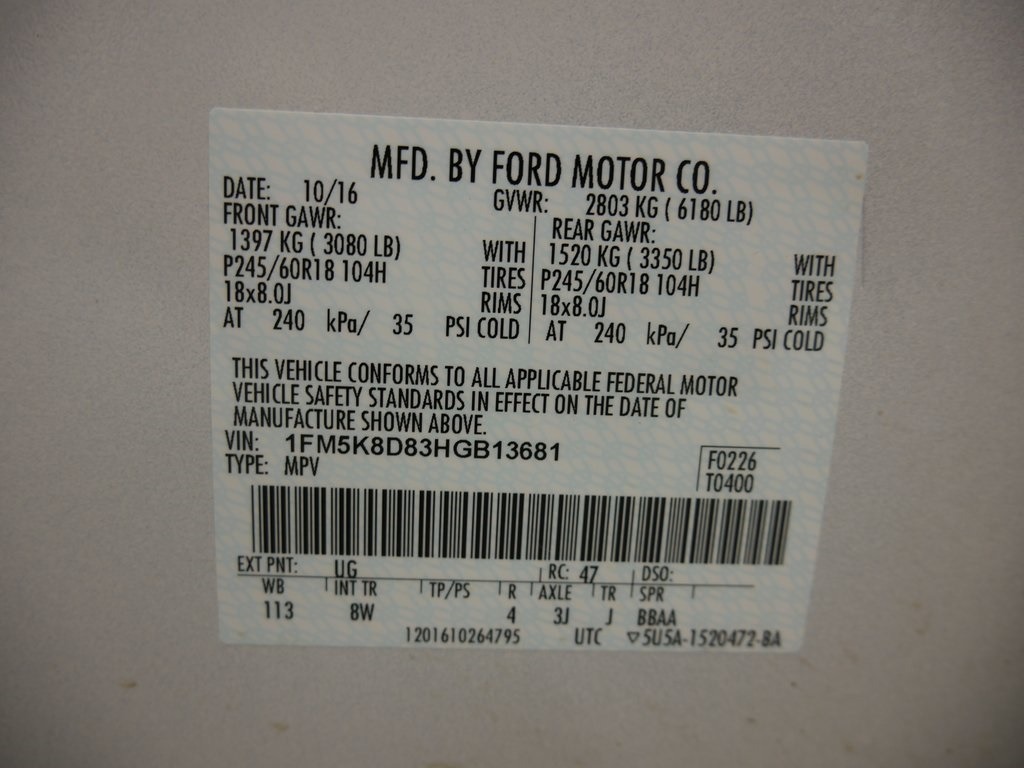 MFD. BY FORD MOTOR CO.
DATE: 10/16 GVWR: 2803 KG ( 6180 LB)
FRONT GAWR: REAR GAWR:
1397 KG ( 3080 LB) WITH 1520 KG ( 3350 LB) WITH
P245/60R18 104H TIRES P245/60R18 104H TIRES
18x8.0J RIMS 18x8.0J RIMS
AT 240 kPa/ 35 PSI COLD AT 240 kPa/ 35 PSI COLD
THIS VEHICLE CONFORMS TO ALL APPLICABLE FEDERAL MOTOR
VEHICLE SAFETY STANDARDS IN EFFECT ON THE DATE OF
MANUFACTURE SHOWN ABOVE.
VIN: 1FM5K8D83HGB13681
TYPE: MPV
F0226
T0400
EXT PNT: UG RC: 47 DSO:
WB INT TR TP/PS R AXLE TR SPR
113 8W 4 3J J BBAA
1201610264795 UTC ▽5U5A-1520472-BA